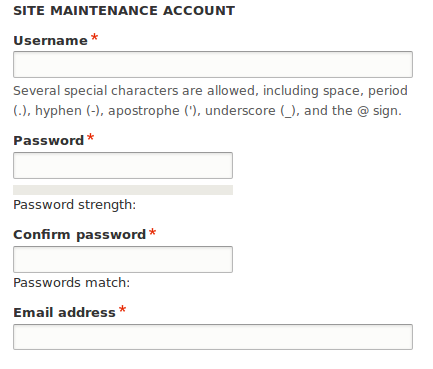 SITE MAINTENANCE ACCOUNT
Username *
Several special characters are allowed, including space, period
(.), hyphen (-), apostrophe ('), underscore (_), and the @ sign.
Password *
Password strength:
Confirm password *
Passwords match:
Email address *